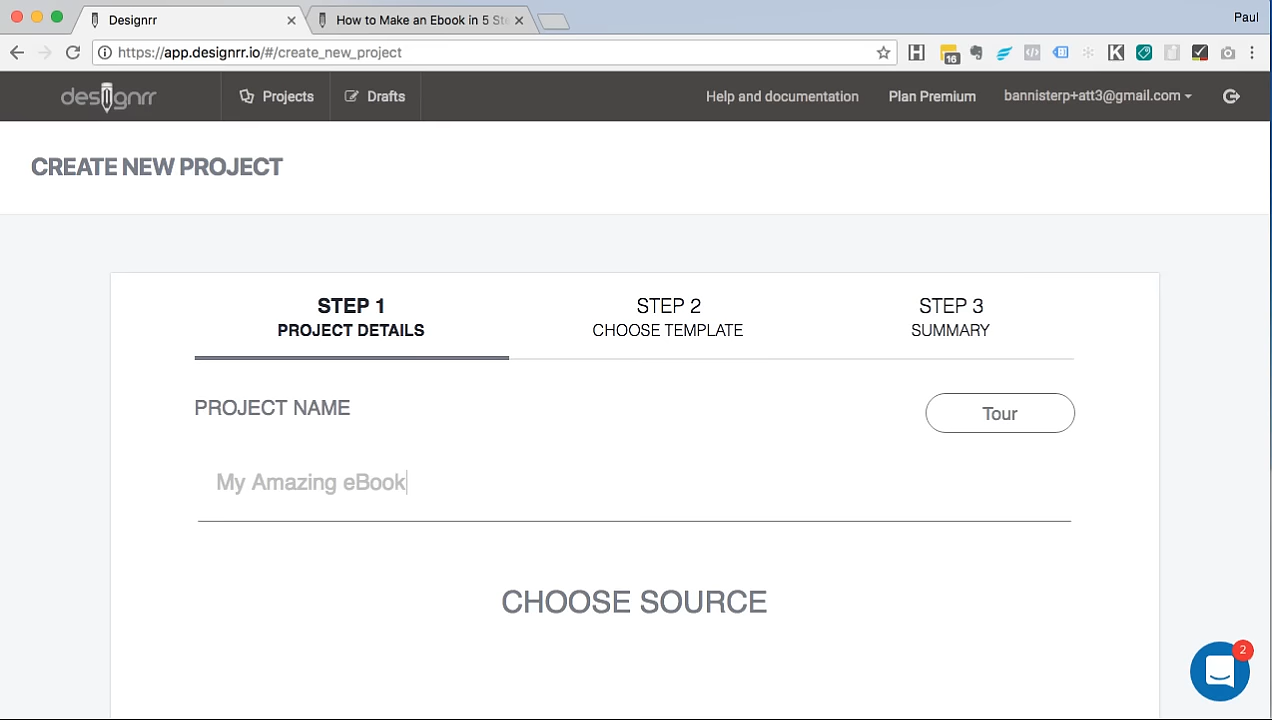 Designrr
How to Make an Ebook in 5 Ste
Paul
https://app.designrr.io/#/create_new_project
16
designrr
Projects
Drafts
Help and documentation
Plan Premium
bannisterp+att3@gmail.com
CREATE NEW PROJECT
STEP 1
PROJECT DETAILS
STEP 2
CHOOSE TEMPLATE
STEP 3
SUMMARY
PROJECT NAME
Tour
My Amazing eBook
CHOOSE SOURCE
2